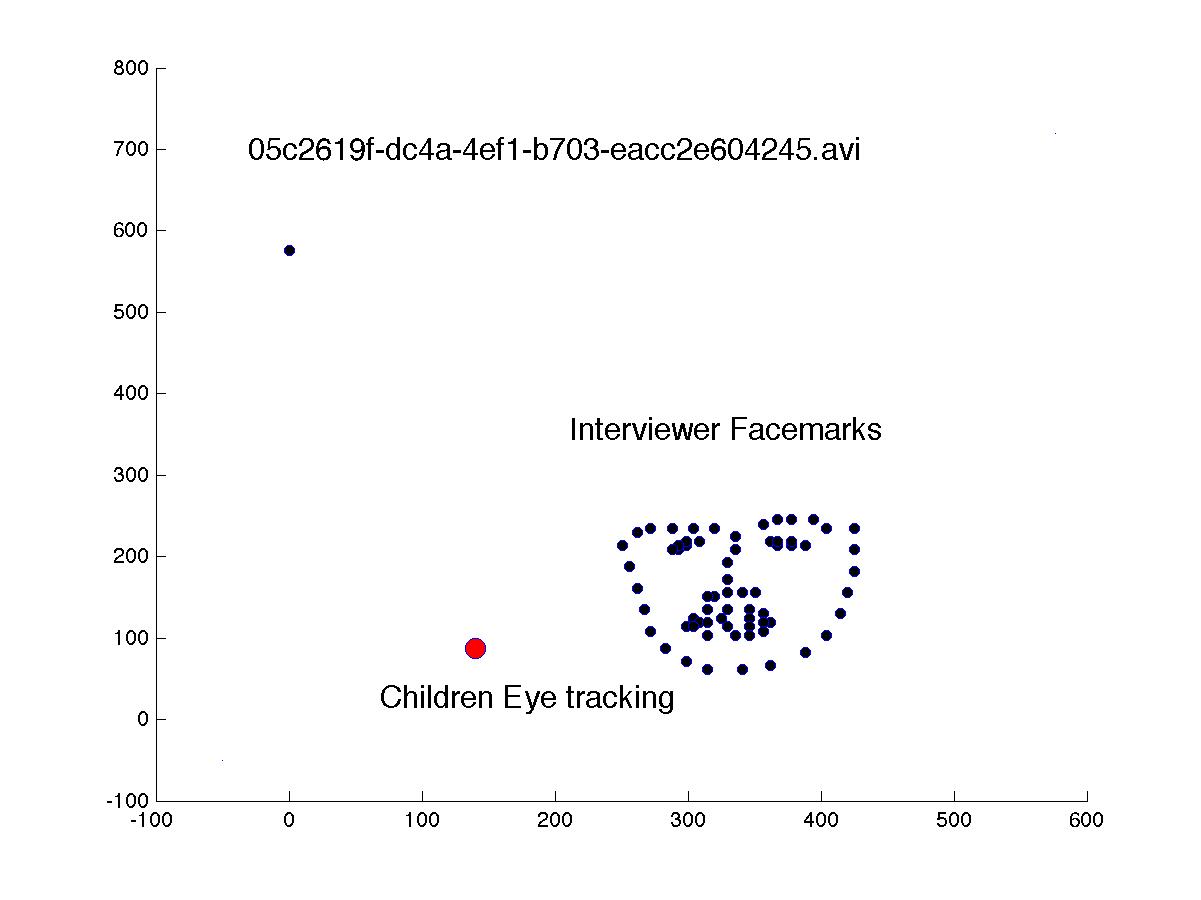 800
700
05c2619f-dc4a-4ef1-b703-eacc2e604245.avi
600
500
400
Interviewer Facemarks
300
200
100
Children Eye tracking
0
-100
-100 0 100 200 300 400 500 600